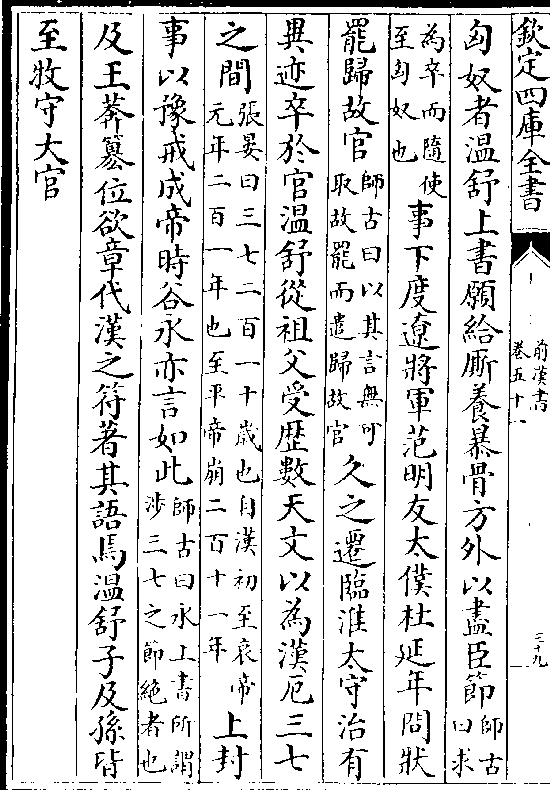 欽定四庫全書
前漢書
卷五十一
三十九
匈奴者溫舒上書願給厮養暴骨方外以盡臣節師古曰求
為卒而隨使至匈奴也事下度遼將軍范明友太僕杜延年問狀
罷歸故官師古曰以其言無可取故罷而遣歸故官久之遷臨淮太守治有
異迹卒於官溫舒從祖父受歴數天文以為漢厄三七
之間張晏曰三七二百一十歳也自漢初至哀帝元年二百一年也至平帝崩二百十一年上封
事以豫戒成帝時谷永亦言如此師古曰永上書所謂涉三七之節絶者也
及王莽簒位欲章代漢之符著其語焉溫舒子及孫皆
至牧守大官